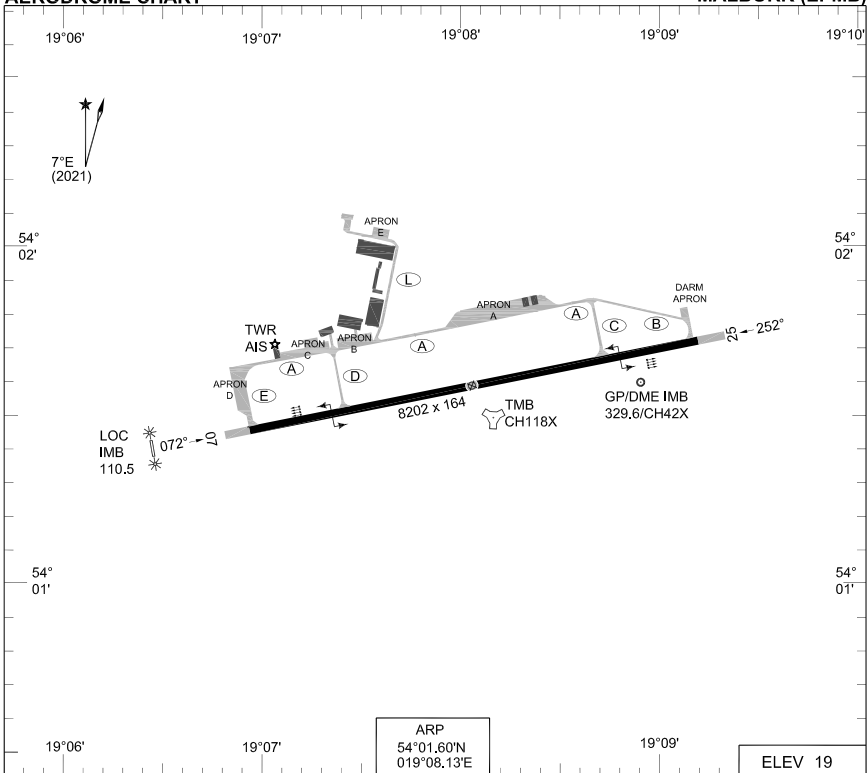 AERODROME CHART
19°06'
19°07'
19°08'
19°09'
19°10'
7°E
(2021)
54°
02'
54°
02'
APRON
E
L
DARM
APRON
APRON
A
A
C
B
TWR
AIS
APRON
C
APRON
B
A
25
252°
A
D
APRON
D
E
GP/DME IMB
329.6/CH42X
8202 x 164
TMB
CH118X
LOC
IMB
110.5
072°
07
54°
01'
54°
01'
19°06'
19°07'
ARP
54°01.60'N
019°08.13'E
19°09'
ELEV 19